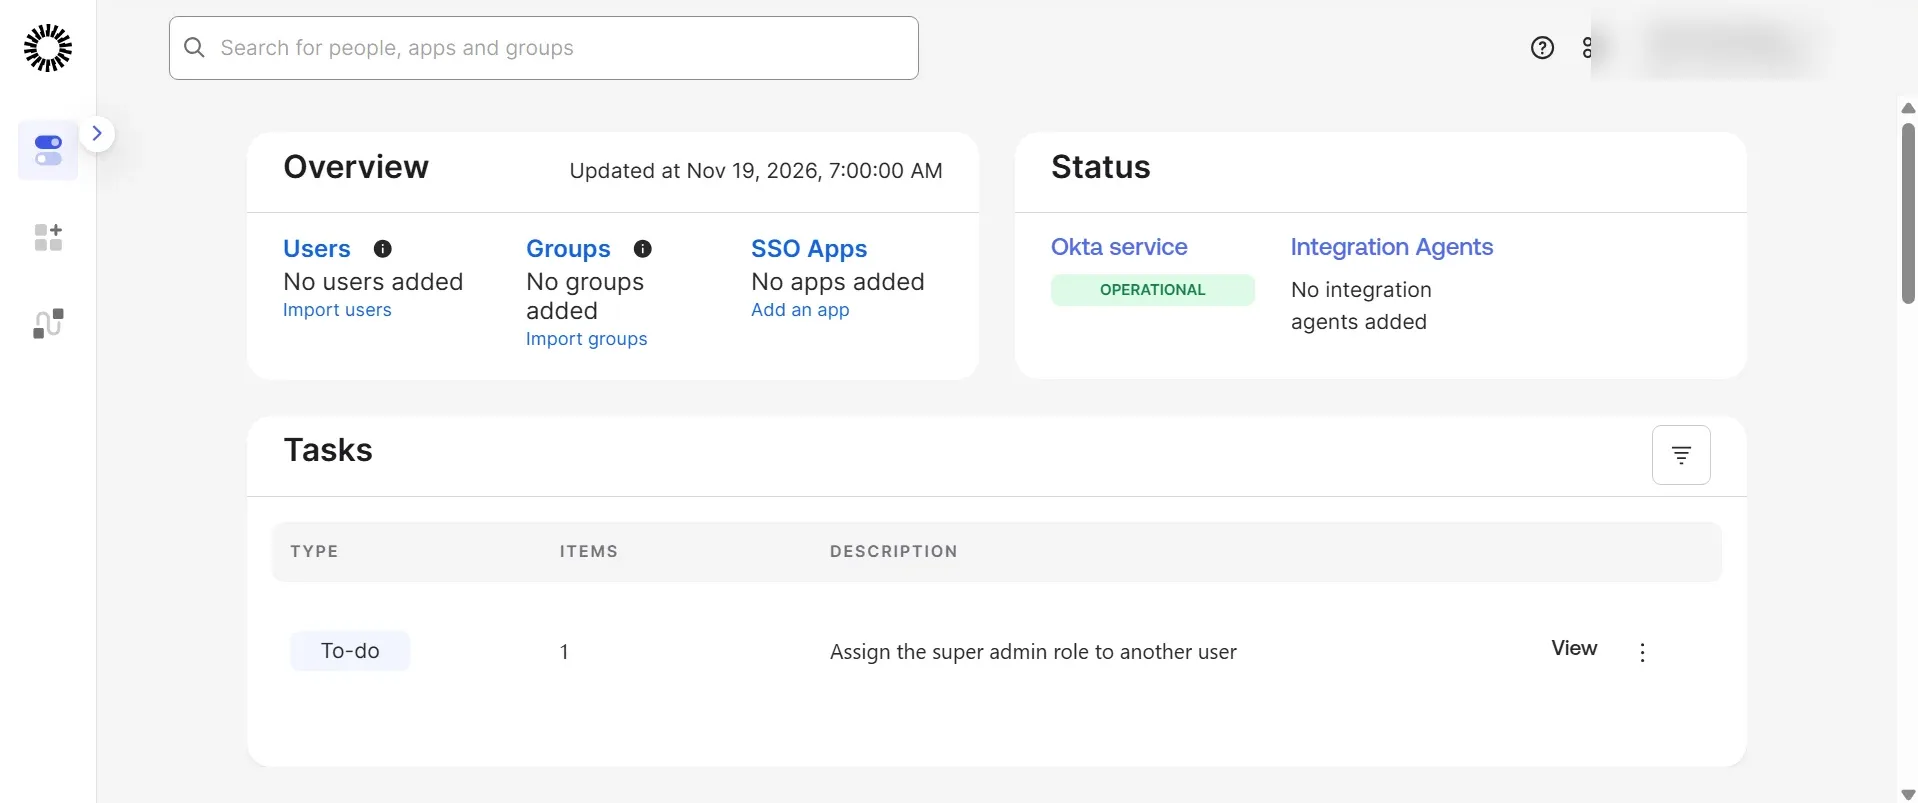 Search for people, apps and groups
Overview
Updated at Nov 19, 2026, 7:00:00 AM
Users
No users added
Import users
Groups
No groups
added
Import groups
SSO Apps
No apps added
Add an app
Status
Okta service
OPERATIONAL
Integration Agents
No integration
agents added
Tasks
TYPE ITEMS DESCRIPTION
To-do 1 Assign the super admin role to another user View